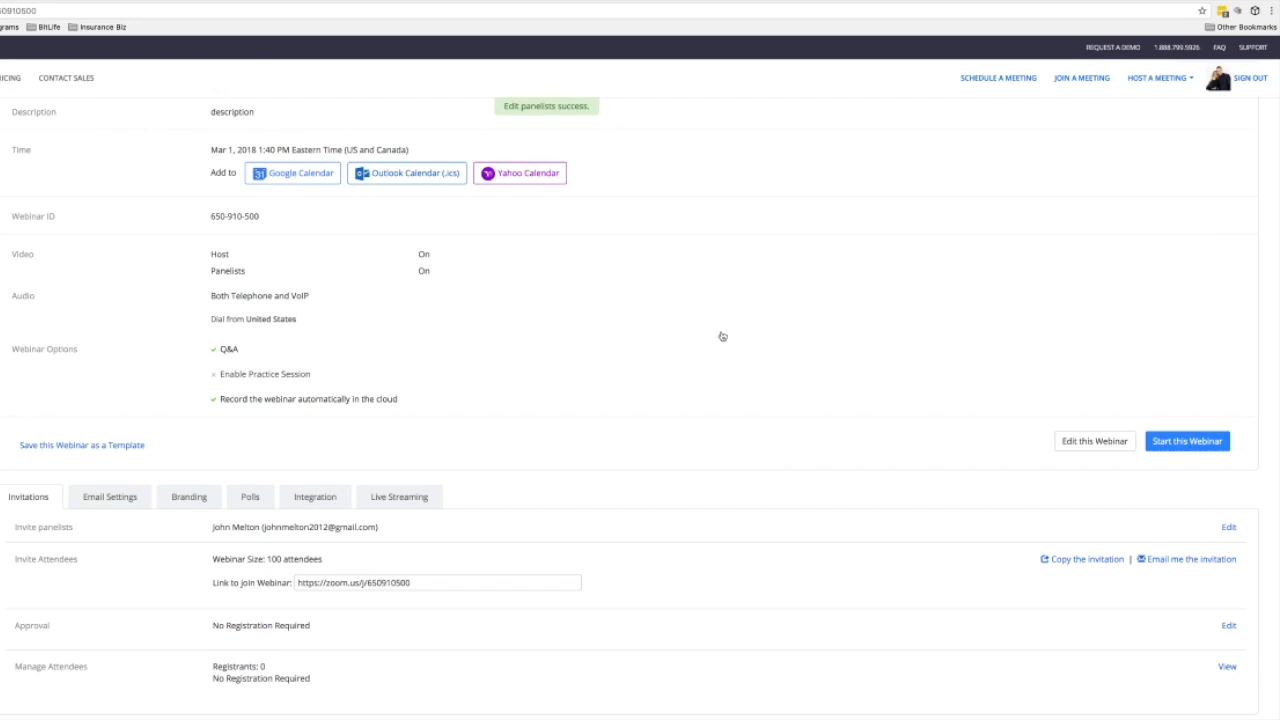 50910500
grams BitLife Insurance Biz Other Bookmarks
REQUEST A DEMO 1.888.799.5926 FAQ SUPPORT
ICING CONTACT SALES SCHEDULE A MEETING JOIN A MEETING HOST A MEETING SIGN OUT
Description description Edit panelists success.
Time Mar 1, 2018 1:40 PM Eastern Time (US and Canada)
Add to 31 Google Calendar Outlook Calendar (.ics) Yahoo Calendar
Webinar ID 650-910-500
Video Host On
Panelists On
Audio Both Telephone and VoIP
Dial from United States
Webinar Options Q&A
Enable Practice Session
Record the webinar automatically in the cloud
Save this Webinar as a Template Edit this Webinar Start this Webinar
Invitations Email Settings Branding Polls Integration Live Streaming
Invite panelists John Melton (johnmelton2012@gmail.com) Edit
Invite Attendees Webinar Size: 100 attendees Copy the invitation | Email me the invitation
Link to join Webinar: https://zoom.us/j/650910500
Approval No Registration Required Edit
Manage Attendees Registrants: 0 View
No Registration Required